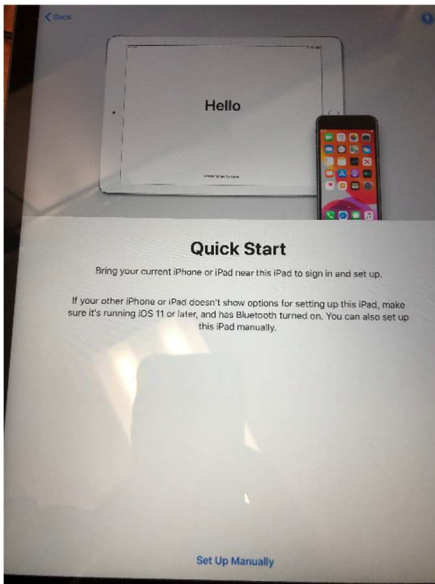 Back
Hello
Quick Start
Bring your current iPhone or iPad near this iPad to sign in and set up.
If your other iPhone or iPad doesn't show options for setting up this iPad, make
sure it's running iOS 11 or later, and has Bluetooth turned on. You can also set up
this iPad manually.
Set Up Manually